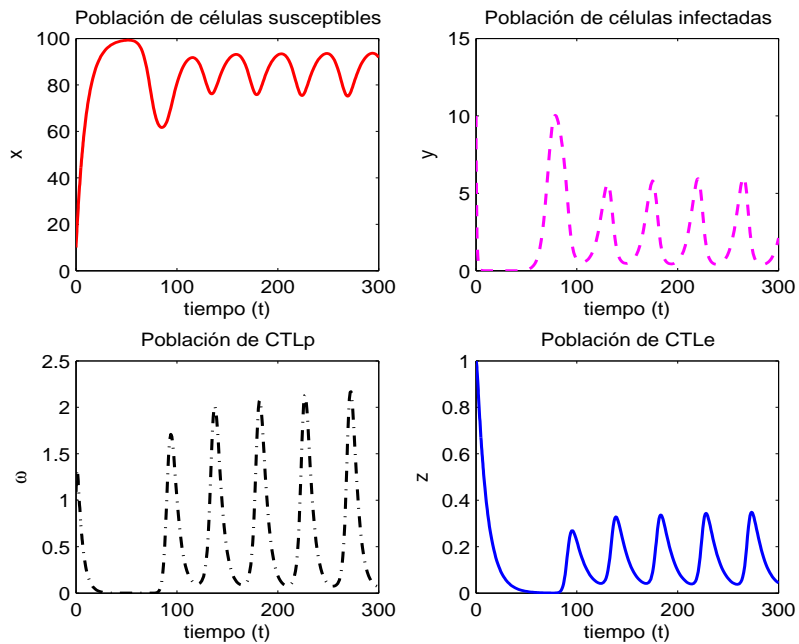 Población de células susceptibles
100
80
60
40
20
0
x
0 100 200 300
tiempo (t)
Población de células infectadas
15
10
5
0
y
0 100 200 300
tiempo (t)
Población de CTLp
2.5
2
1.5
1
0.5
0
ω
0 100 200 300
tiempo (t)
Población de CTLe
1
0.8
0.6
0.4
0.2
0
z
0 100 200 300
tiempo (t)